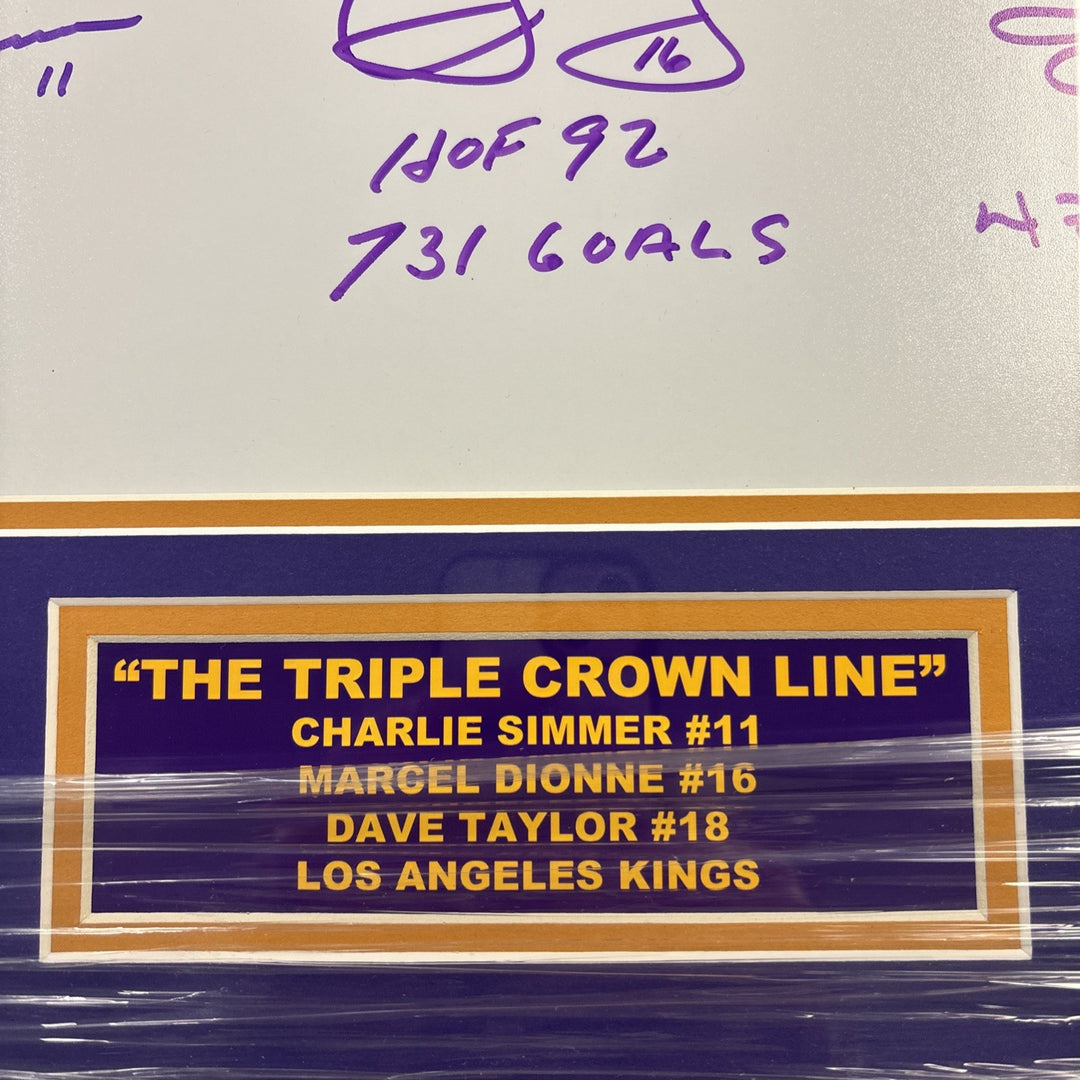 11
16
HOF 92
731 GOALS
“THE TRIPLE CROWN LINE”
CHARLIE SIMMER #11
MARCEL DIONNE #16
DAVE TAYLOR #18
LOS ANGELES KINGS